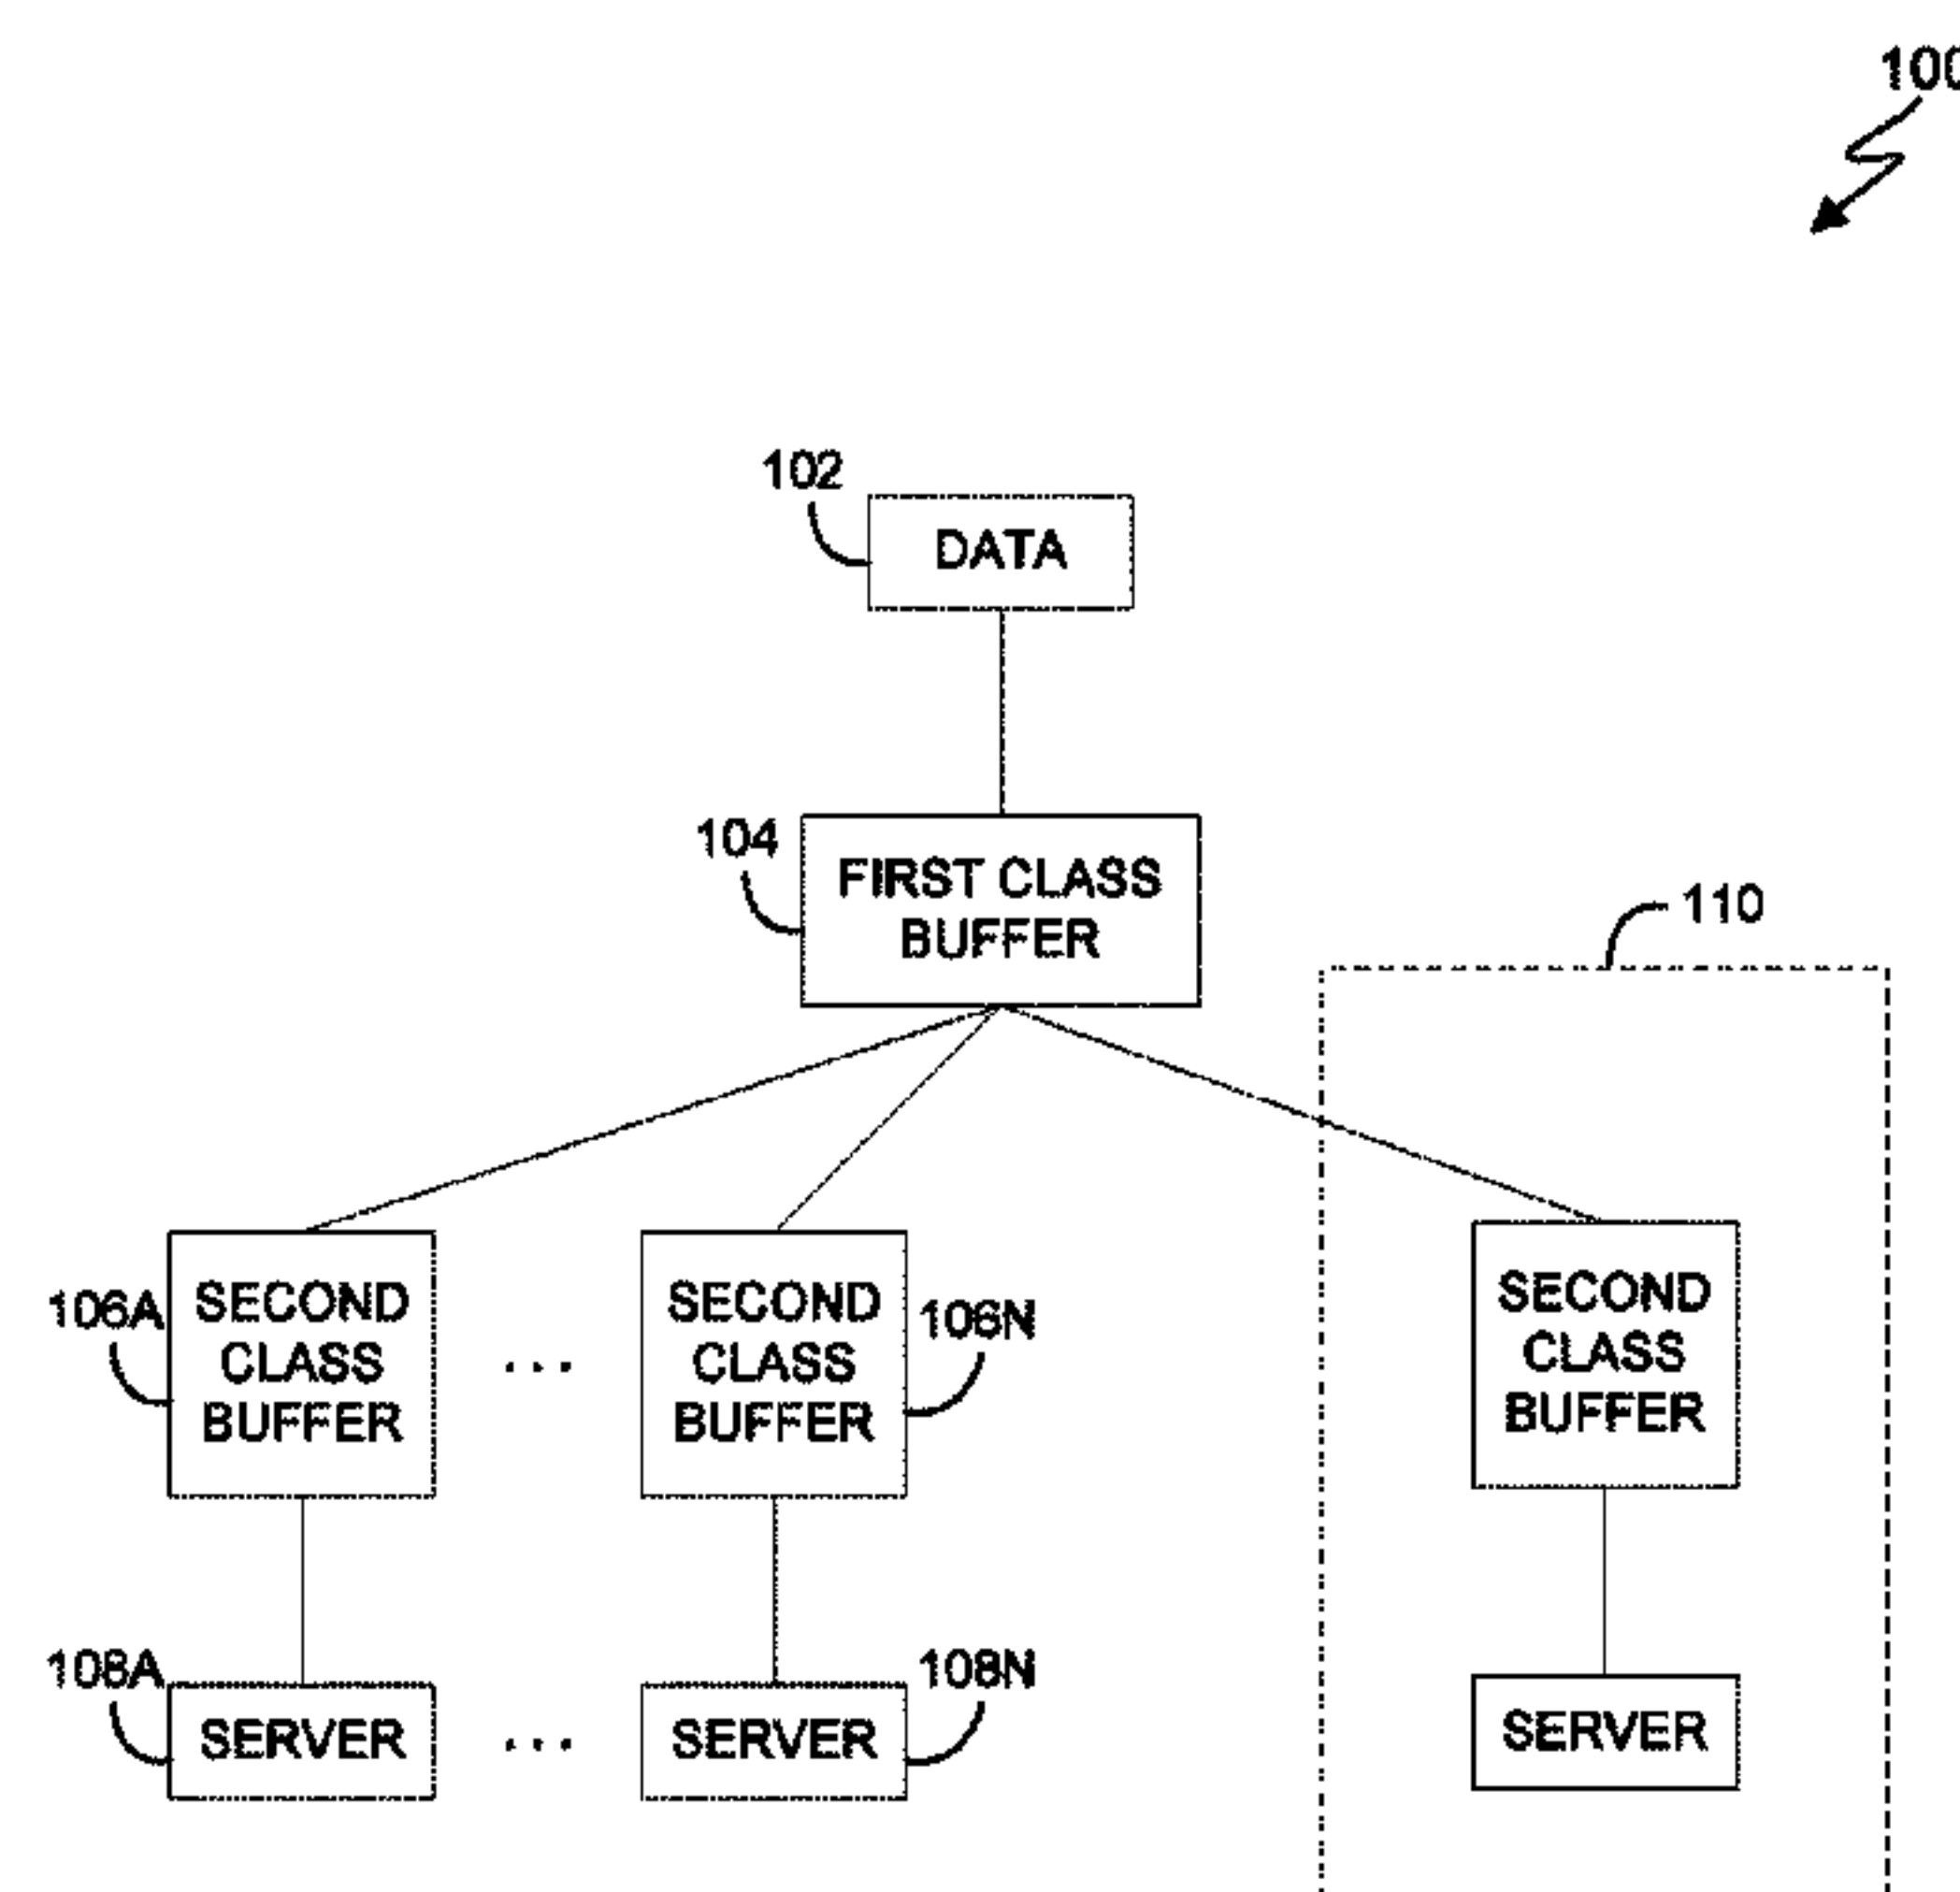 100
102
DATA
104
FIRST CLASS
BUFFER
110
106A
SECOND
CLASS
BUFFER
...
SECOND
CLASS
BUFFER
106N
SECOND
CLASS
BUFFER
108A
SERVER
...
SERVER
108N
SERVER